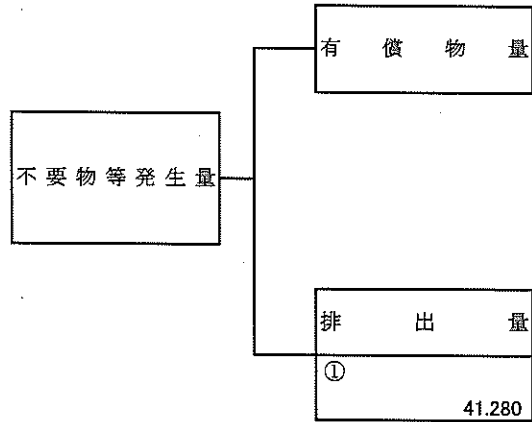 有償物量
不要物等発生量
排出量
①
41.280